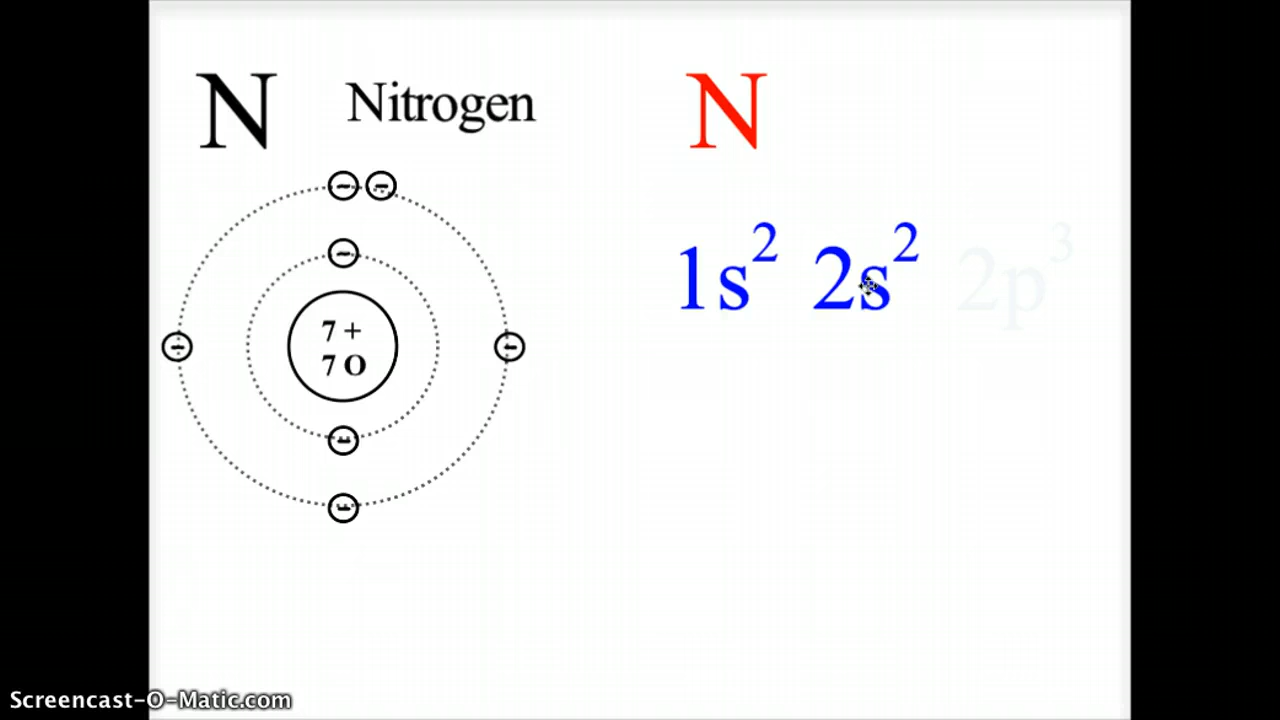 N Nitrogen N
1s² 2s² 2p³
7 +
7 O
Screencast-O-Matic.com